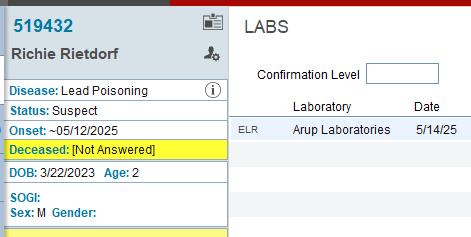 519432
Richie Rietdorf
Disease: Lead Poisoning
Status: Suspect
Onset: ~05/12/2025
Deceased: [Not Answered]
DOB: 3/22/2023 Age: 2
SOGI:
Sex: M Gender:
LABS
Confirmation Level
Laboratory Date
ELR Arup Laboratories 5/14/25